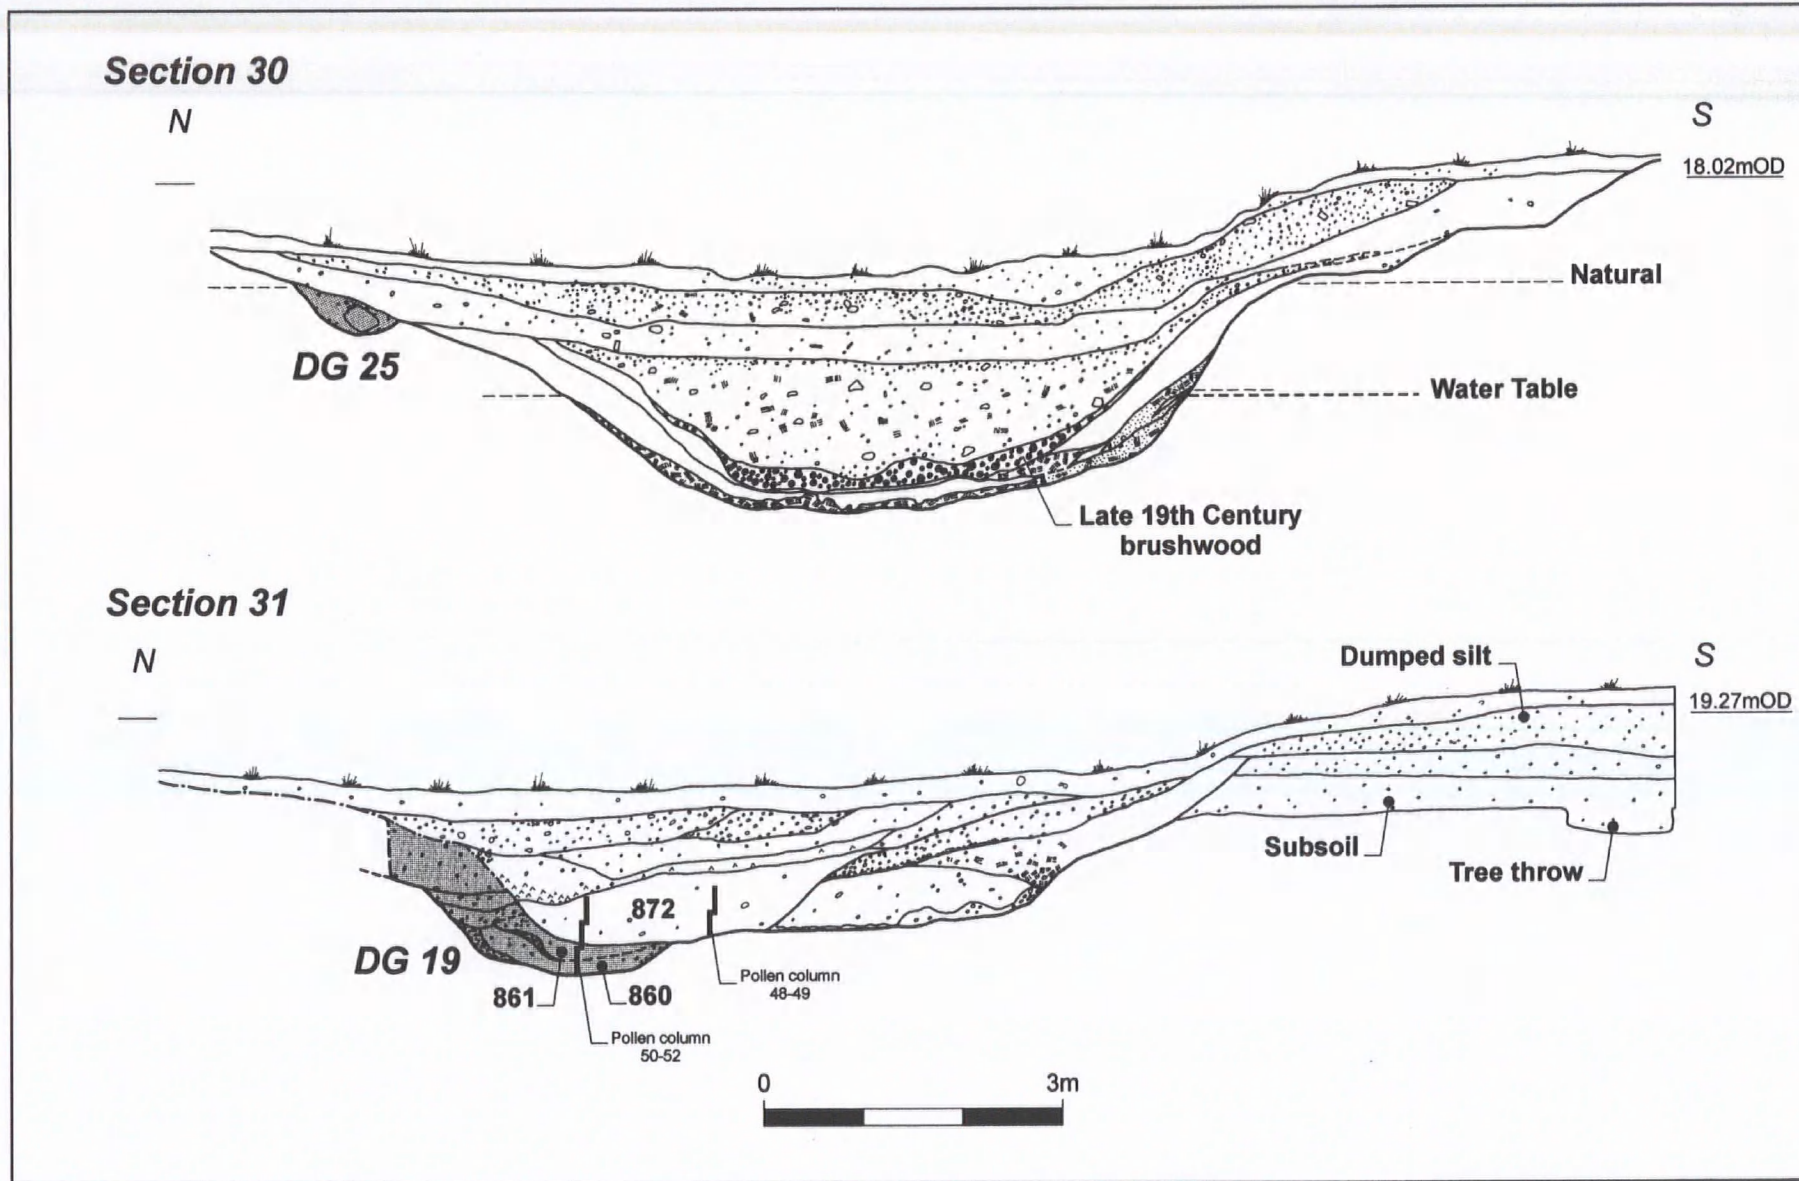 Section 30
N
S
18.02mOD
Natural
DG 25
Water Table
Late 19th Century
brushwood
Section 31
N
S
Dumped silt
19.27mOD
Subsoil
Tree throw
872
DG 19
861
860
Pollen column
48-49
Pollen column
50-52
0
3m